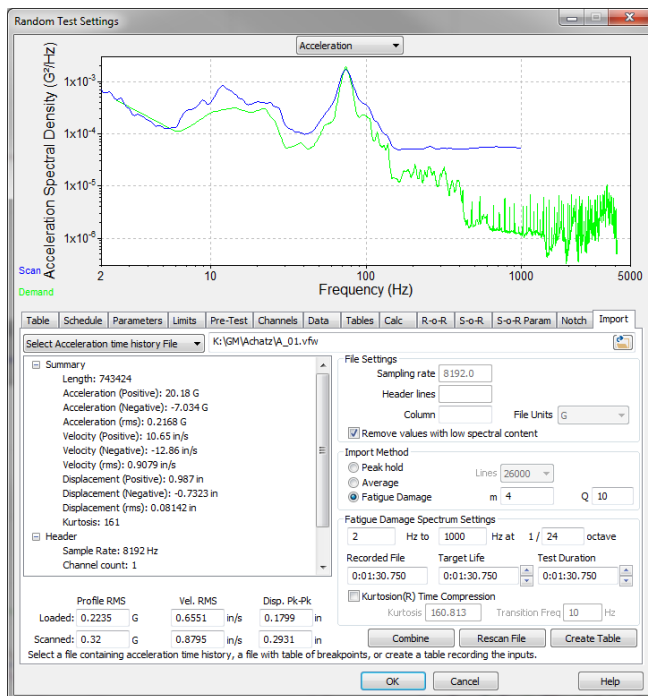 Random Test Settings
Acceleration
Acceleration Spectral Density (G²/Hz)
1x10⁻³
1x10⁻⁴
1x10⁻⁵
1x10⁻⁶
Scan
Demand
2 10 100 1000 5000
Frequency (Hz)
Table Schedule Parameters Limits Pre-Test Channels Data Tables Calc R-o-R S-o-R S-o-R Param Notch Import
Select Acceleration time history File K:\GM\Achatz\A_01.vfw
Summary
Length: 743424
Acceleration (Positive): 20.18 G
Acceleration (Negative): -7.034 G
Acceleration (rms): 0.2168 G
Velocity (Positive): 10.65 in/s
Velocity (Negative): -12.86 in/s
Velocity (rms): 0.9079 in/s
Displacement (Positive): 0.987 in
Displacement (Negative): -0.7323 in
Displacement (rms): 0.08142 in
Kurtosis: 161
Header
Sample Rate: 8192 Hz
Channel count: 1
File Settings
Sampling rate 8192.0
Header lines
Column File Units G
Remove values with low spectral content
Import Method
Peak hold
Lines 26000
Average
Fatigue Damage m 4 Q 10
Fatigue Damage Spectrum Settings
2 Hz to 1000 Hz at 1 / 24 octave
Recorded File Target Life Test Duration
0:01:30.750 0:01:30.750 0:01:30.750
Kurtosion(R) Time Compression
Kurtosis 160.813 Transition Freq 10 Hz
Profile RMS Vel. RMS Disp. Pk-Pk
Loaded: 0.2235 G 0.6551 in/s 0.1799 in
Scanned: 0.32 G 0.8795 in/s 0.2931 in
Combine Rescan File Create Table
Select a file containing acceleration time history, a file with table of breakpoints, or create a table recording the inputs.
OK Cancel Help